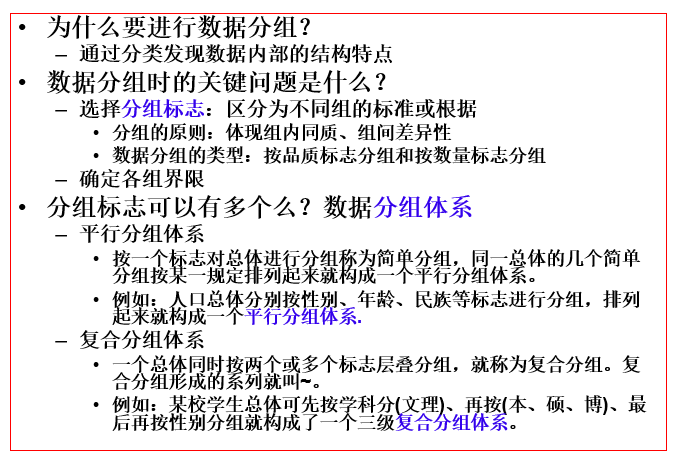 • 为什么要进行数据分组？
– 通过分类发现数据内部的结构特点
• 数据分组时的关键问题是什么？
– 选择分组标志：区分为不同组的标准或根据
• 分组的原则：体现组内同质、组间差异性
• 数据分组的类型：按品质标志分组和按数量标志分组
– 确定各组界限
• 分组标志可以有多个么？数据分组体系
– 平行分组体系
• 按一个标志对总体进行分组称为简单分组，同一总体的几个简单
分组按某一规定排列起来就构成一个平行分组体系。
• 例如：人口总体分别按性别、年龄、民族等标志进行分组，排列
起来就构成一个平行分组体系.
– 复合分组体系
• 一个总体同时按两个或多个标志层叠分组，就称为复合分组。复
合分组形成的系列就叫~。
• 例如：某校学生总体可先按学科分(文理)、再按(本、硕、博)、最
后再按性别分组就构成了一个三级复合分组体系。